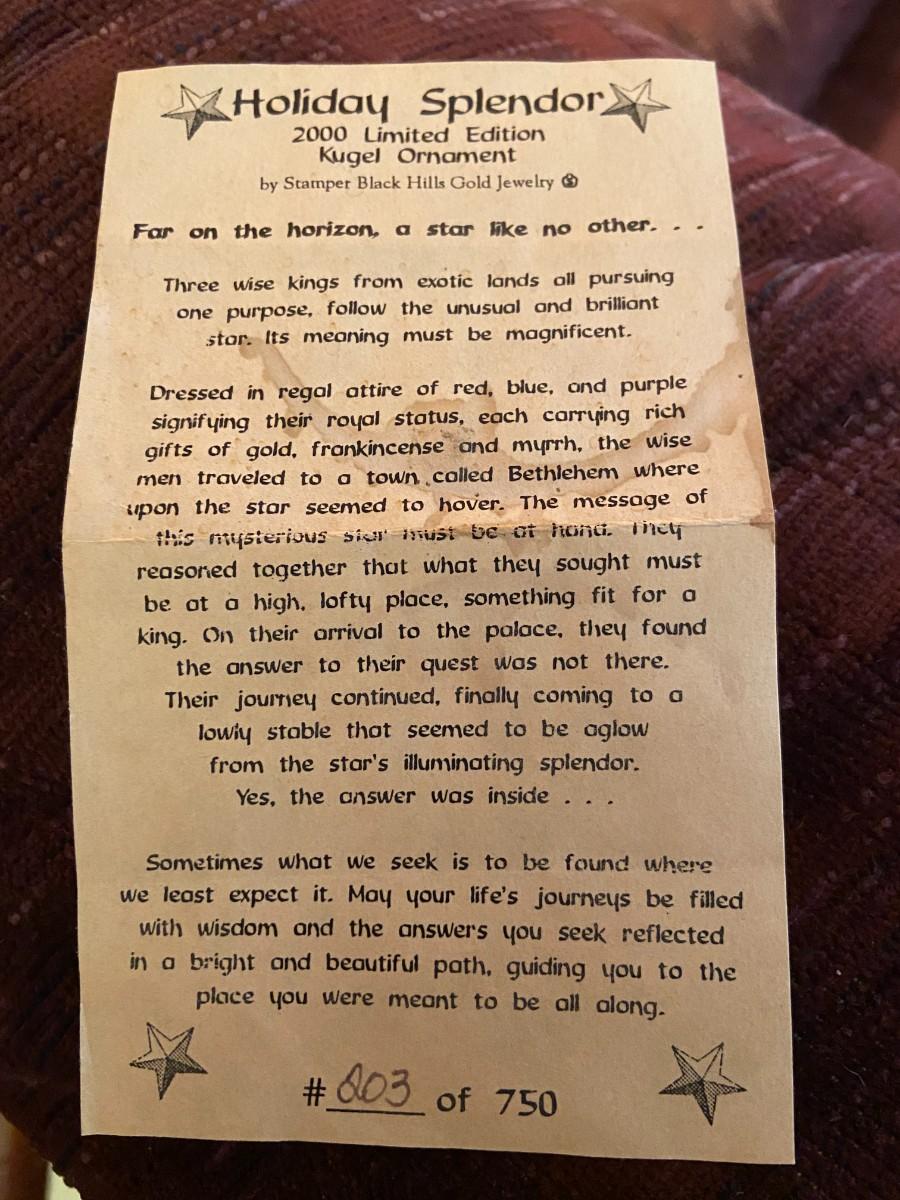 Holiday Splendor
2000 Limited Edition
Kugel Ornament
by Stamper Black Hills Gold Jewelry
Far on the horizon, a star like no other. . .
Three wise kings from exotic lands all pursuing
one purpose, follow the unusual and brilliant
star. Its meaning must be magnificent.
Dressed in regal attire of red, blue, and purple
signifying their royal status, each carrying rich
gifts of gold, frankincense and myrrh, the wise
men traveled to a town called Bethlehem where
upon the star seemed to hover. The message of
this mysterious star must be at hand. They
reasoned together that what they sought must
be at a high, lofty place, something fit for a
king. On their arrival to the palace, they found
the answer to their quest was not there.
Their journey continued, finally coming to a
lowly stable that seemed to be aglow
from the star's illuminating splendor.
Yes, the answer was inside . . .
Sometimes what we seek is to be found where
we least expect it. May your life's journeys be filled
with wisdom and the answers you seek reflected
in a bright and beautiful path, guiding you to the
place you were meant to be all along.
# 203 of 750